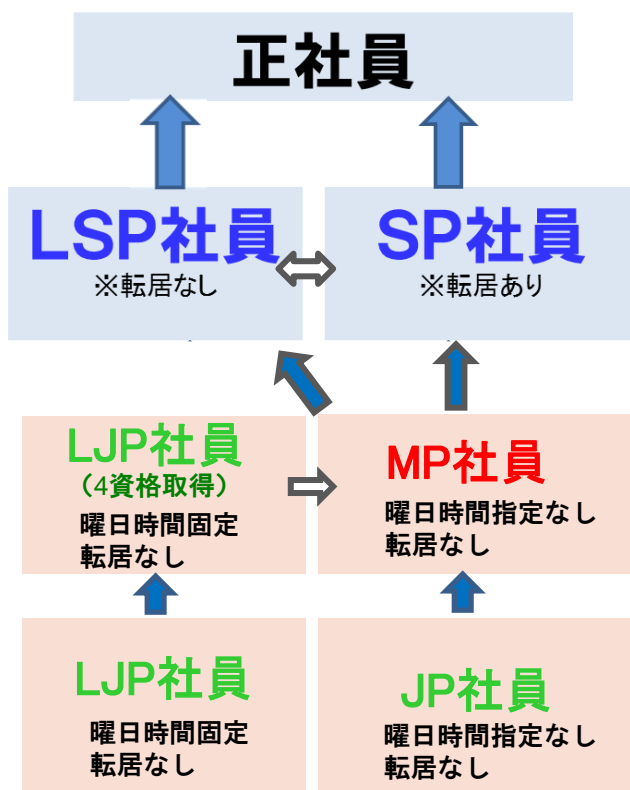 正社員
LSP社員
※転居なし
SP社員
※転居あり
LJP社員
（4資格取得）
曜日時間固定
転居なし
MP社員
曜日時間指定なし
転居なし
LJP社員
曜日時間固定
転居なし
JP社員
曜日時間指定なし
転居なし